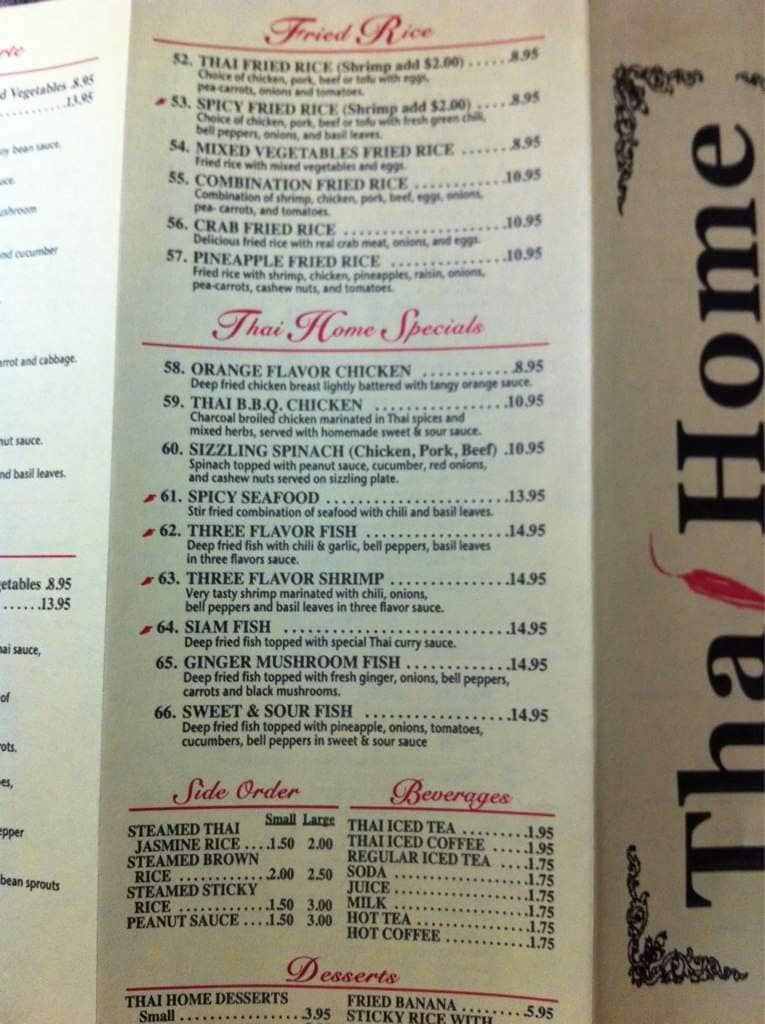 rte
d Vegetables .8.95
.....13.95
ny bean sauce.
uce.
ushroom
nd cucumber
rrot and cabbage.
nut sauce.
nd basil leaves.
etables .8.95
......13.95
ai sauce,
of
ots.
es,
epper
bean sprouts
Fried Rice
52. THAI FRIED RICE (Shrimp add $2.00) ......8.95
Choice of chicken, pork, beef or tofu with eggs,
pea-carrots, onions and tomatoes.
53. SPICY FRIED RICE (Shrimp add $2.00) .....8.95
Choice of chicken, pork, beef or tofu with fresh green chili,
bell peppers, onions, and basil leaves.
54. MIXED VEGETABLES FRIED RICE .......8.95
Fried rice with mixed vegetables and eggs.
55. COMBINATION FRIED RICE ............10.95
Combination of shrimp, chicken, pork, beef, eggs, onions,
pea- carrots, and tomatoes.
56. CRAB FRIED RICE .....................10.95
Delicious fried rice with real crab meat, onions, and eggs.
57. PINEAPPLE FRIED RICE ................10.95
Fried rice with shrimp, chicken, pineapples, raisin, onions,
pea-carrots, cashew nuts, and tomatoes.
Thai Home Specials
58. ORANGE FLAVOR CHICKEN ............8.95
Deep fried chicken breast lightly battered with tangy orange sauce.
59. THAI B.B.Q. CHICKEN .................10.95
Charcoal broiled chicken marinated in Thai spices and
mixed herbs, served with homemade sweet & sour sauce.
60. SIZZLING SPINACH (Chicken, Pork, Beef) .10.95
Spinach topped with peanut sauce, cucumber, red onions,
and cashew nuts served on sizzling plate.
61. SPICY SEAFOOD ........................13.95
Stir fried combination of seafood with chili and basil leaves.
62. THREE FLAVOR FISH ...................14.95
Deep fried fish with chili & garlic, bell peppers, basil leaves
in three flavors sauce.
63. THREE FLAVOR SHRIMP ................14.95
Very tasty shrimp marinated with chili, onions,
bell peppers and basil leaves in three flavor sauce.
64. SIAM FISH .............................14.95
Deep fried fish topped with special Thai curry sauce.
65. GINGER MUSHROOM FISH ..............14.95
Deep fried fish topped with fresh ginger, onions, bell peppers,
carrots and black mushrooms.
66. SWEET & SOUR FISH ...................14.95
Deep fried fish topped with pineapple, onions, tomatoes,
cucumbers, bell peppers in sweet & sour sauce
Side Order
Small Large
STEAMED THAI
JASMINE RICE ....1.50 2.00
STEAMED BROWN
RICE .............2.00 2.50
STEAMED STICKY
RICE .............1.50 3.00
PEANUT SAUCE ....1.50 3.00
Beverages
THAI ICED TEA .........1.95
THAI ICED COFFEE .....1.95
REGULAR ICED TEA .....1.75
SODA ...................1.75
JUICE ...................1.75
MILK ....................1.75
HOT TEA ................1.75
HOT COFFEE ............1.75
Desserts
THAI HOME DESSERTS
Small ................3.95
FRIED BANANA .........5.95
STICKY RICE WITH
Thai Home